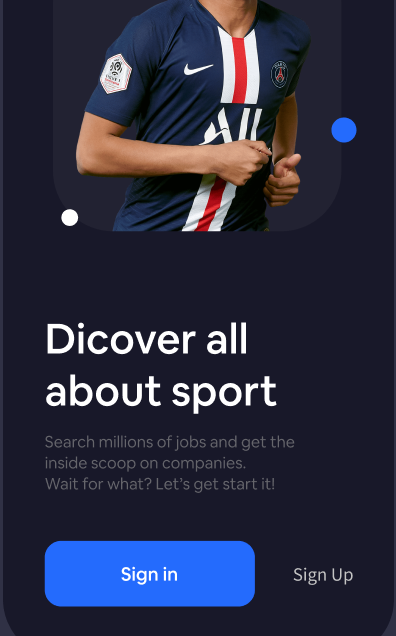 ALL
Dicover all
about sport
Search millions of jobs and get the
inside scoop on companies.
Wait for what? Let’s get start it!
Sign in
Sign Up